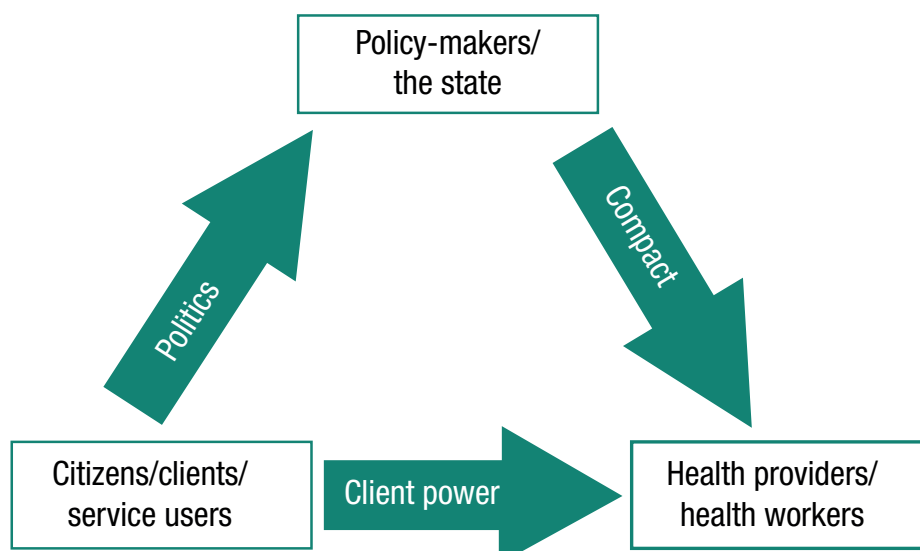 Policy-makers/
the state
Compact
Politics
Citizens/clients/
service users
Client power
Health providers/
health workers